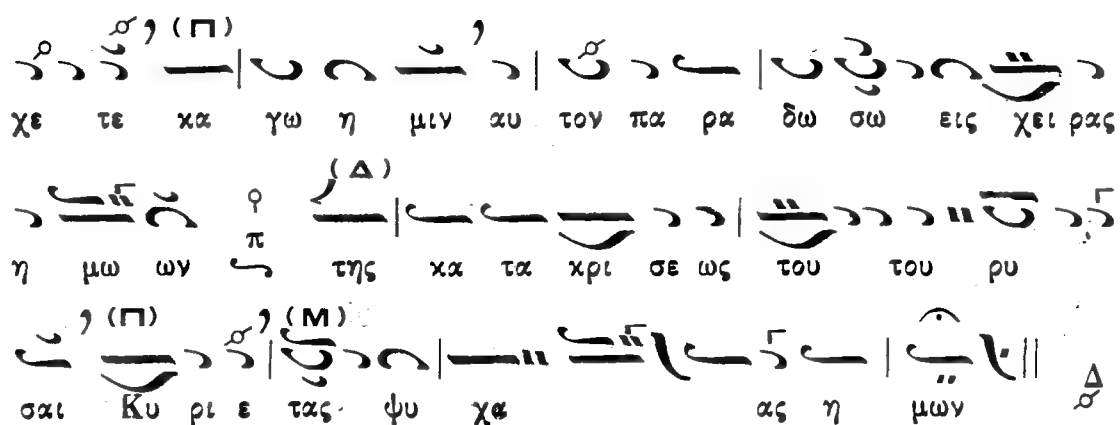 (Π)
χε τε κα γω η μιν αυ τον πα ρα δω σω εις χει ρας
(Δ)
η μω ων π της κα τα κρι σε ως του του ρυ
(Π) (Μ)
σαι Κυ ρι ε τας ψυ χα ας η μων Δ